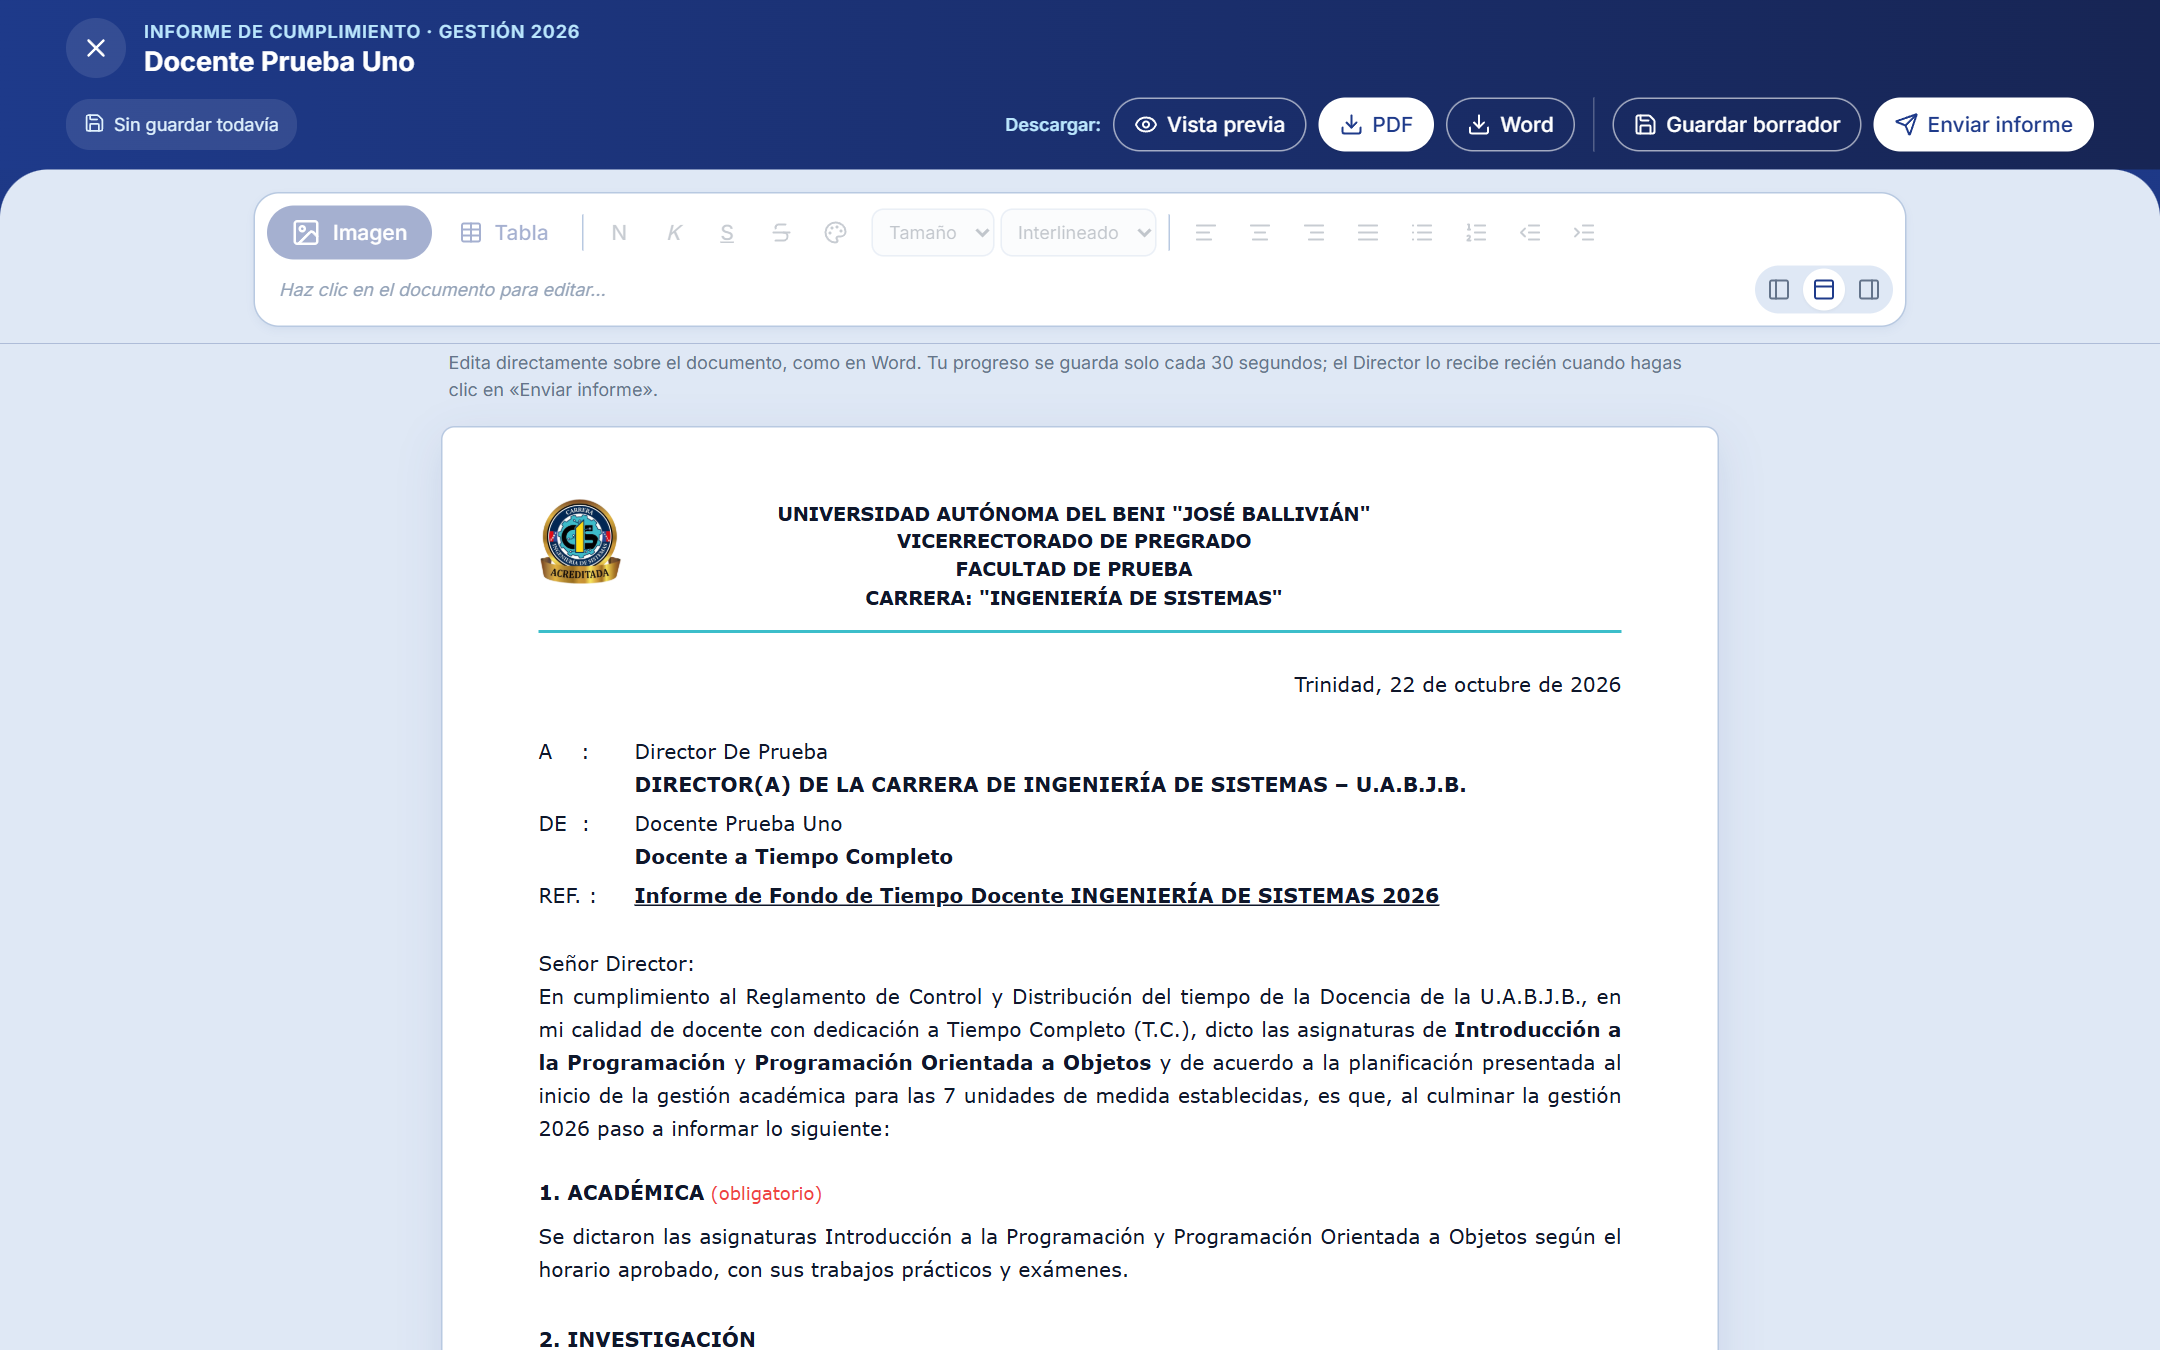 INFORME DE CUMPLIMIENTO · GESTIÓN 2026
Docente Prueba Uno
Sin guardar todavía
Descargar:
Vista previa
PDF
Word
Guardar borrador
Enviar informe
Imagen
Tabla
N
K
S
S
Tamaño
Interlineado
Haz clic en el documento para editar...
Edita directamente sobre el documento, como en Word. Tu progreso se guarda solo cada 30 segundos; el Director lo recibe recién cuando hagas
clic en «Enviar informe».
CARRERA
INGENIERÍA DE SISTEMAS
ACREDITADA
UNIVERSIDAD AUTÓNOMA DEL BENI "JOSÉ BALLIVIÁN"
VICERRECTORADO DE PREGRADO
FACULTAD DE PRUEBA
CARRERA: "INGENIERÍA DE SISTEMAS"
Trinidad, 22 de octubre de 2026
A : Director De Prueba
DIRECTOR(A) DE LA CARRERA DE INGENIERÍA DE SISTEMAS – U.A.B.J.B.
DE : Docente Prueba Uno
Docente a Tiempo Completo
REF. : Informe de Fondo de Tiempo Docente INGENIERÍA DE SISTEMAS 2026
Señor Director:
En cumplimiento al Reglamento de Control y Distribución del tiempo de la Docencia de la U.A.B.J.B., en
mi calidad de docente con dedicación a Tiempo Completo (T.C.), dicto las asignaturas de Introducción a
la Programación y Programación Orientada a Objetos y de acuerdo a la planificación presentada al
inicio de la gestión académica para las 7 unidades de medida establecidas, es que, al culminar la gestión
2026 paso a informar lo siguiente:
1. ACADÉMICA (obligatorio)
Se dictaron las asignaturas Introducción a la Programación y Programación Orientada a Objetos según el
horario aprobado, con sus trabajos prácticos y exámenes.
2. INVESTIGACIÓN